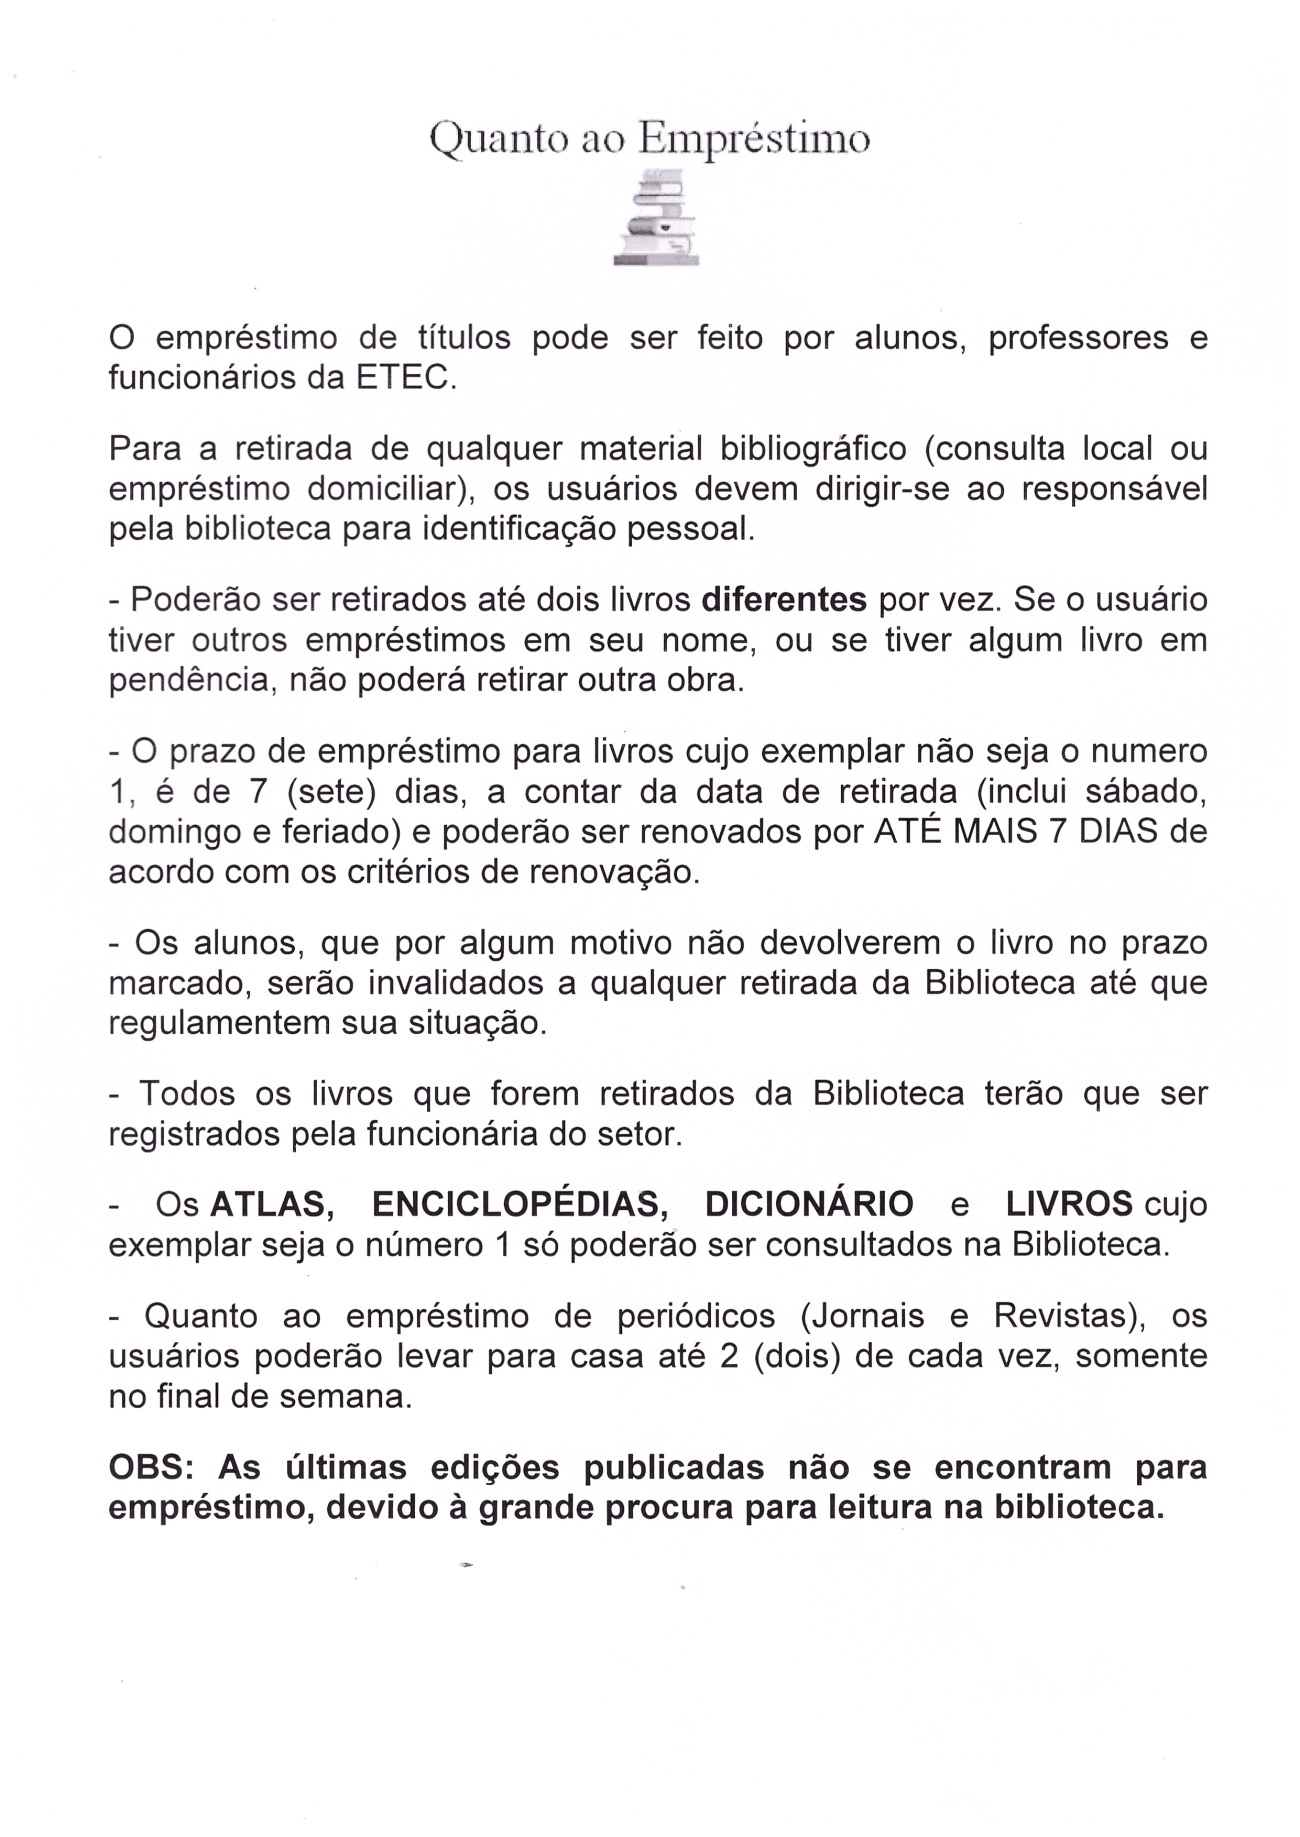 Quanto ao Empréstimo
O empréstimo de títulos pode ser feito por alunos, professores e
funcionários da ETEC.
Para a retirada de qualquer material bibliográfico (consulta local ou
empréstimo domiciliar), os usuários devem dirigir-se ao responsável
pela biblioteca para identificação pessoal.
- Poderão ser retirados até dois livros diferentes por vez. Se o usuário
tiver outros empréstimos em seu nome, ou se tiver algum livro em
pendência, não poderá retirar outra obra.
- O prazo de empréstimo para livros cujo exemplar não seja o numero
1, é de 7 (sete) dias, a contar da data de retirada (inclui sábado,
domingo e feriado) e poderão ser renovados por ATÉ MAIS 7 DIAS de
acordo com os critérios de renovação.
- Os alunos, que por algum motivo não devolverem o livro no prazo
marcado, serão invalidados a qualquer retirada da Biblioteca até que
regulamentem sua situação.
- Todos os livros que forem retirados da Biblioteca terão que ser
registrados pela funcionária do setor.
- Os ATLAS, ENCICLOPÉDIAS, DICIONÁRIO e LIVROS cujo
exemplar seja o número 1 só poderão ser consultados na Biblioteca.
- Quanto ao empréstimo de periódicos (Jornais e Revistas), os
usuários poderão levar para casa até 2 (dois) de cada vez, somente
no final de semana.
OBS: As últimas edições publicadas não se encontram para
empréstimo, devido à grande procura para leitura na biblioteca.